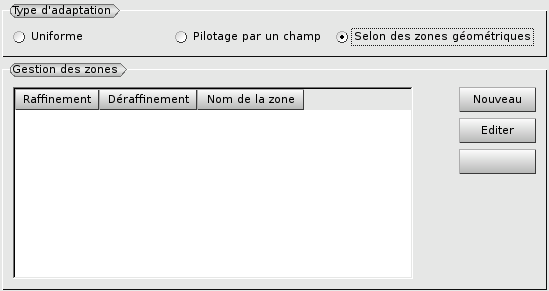 Type d'adaptation
Uniforme Pilotage par un champ Selon des zones géométriques
Gestion des zones
Raffinement Déraffinement Nom de la zone
Nouveau
Editer